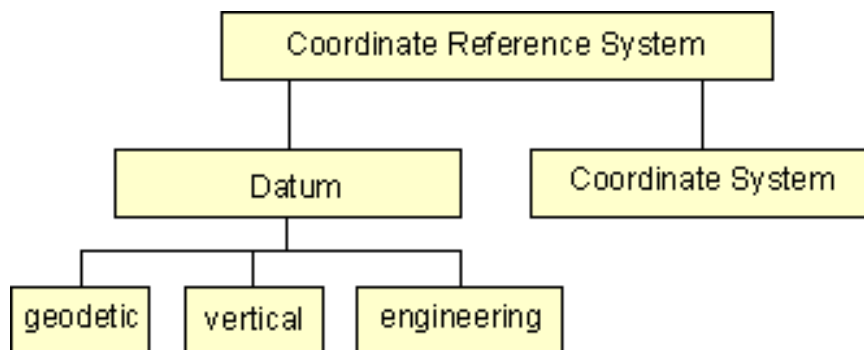 Coordinate Reference System
Datum
Coordinate System
geodetic
vertical
engineering